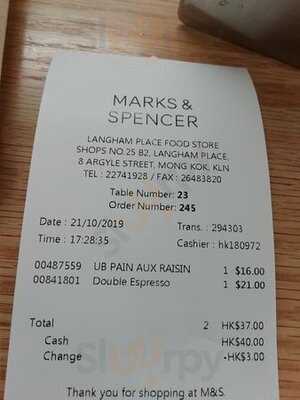 MARKS &
SPENCER
LANGHAM PLACE FOOD STORE
SHOPS NO.25 B2, LANGHAM PLACE,
8 ARGYLE STREET, MONG KOK, KLN
TEL : 22741928 / FAX : 26483820
Table Number: 23
Order Number: 245
Date : 21/10/2019 Trans. : 294303
Time : 17:28:35 Cashier : hk180972
00487559 UB PAIN AUX RAISIN 1 $16.00
00841801 Double Espresso 1 $21.00
Total 2 HK$37.00
Cash HK$40.00
Change -HK$3.00
Sluurpy
Thank you for shopping at M&S.